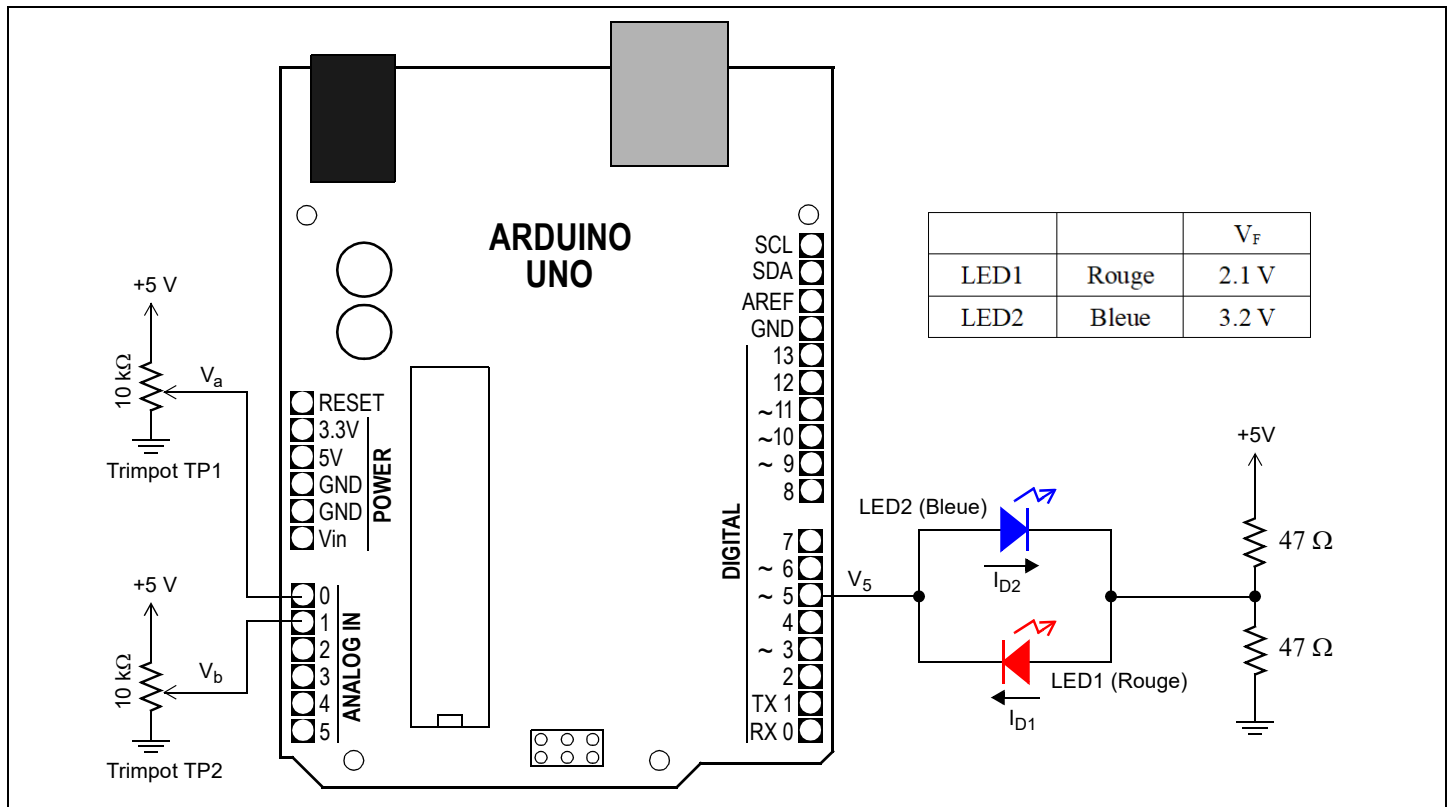 ARDUINO
UNO
SCL
SDA
AREF
GND
13
12
~11
~10
~ 9
8
7
~ 6
~ 5
4
~ 3
2
TX 1
RX 0
DIGITAL
RESET
3.3V
5V
GND
GND
Vin
POWER
0
1
2
3
4
5
ANALOG IN
+5 V
10 kΩ
Va
Trimpot TP1
+5 V
10 kΩ
Vb
Trimpot TP2
VF
LED1 Rouge 2.1 V
LED2 Bleue 3.2 V
V5
LED2 (Bleue)
ID2
LED1 (Rouge)
ID1
+5V
47 Ω
47 Ω